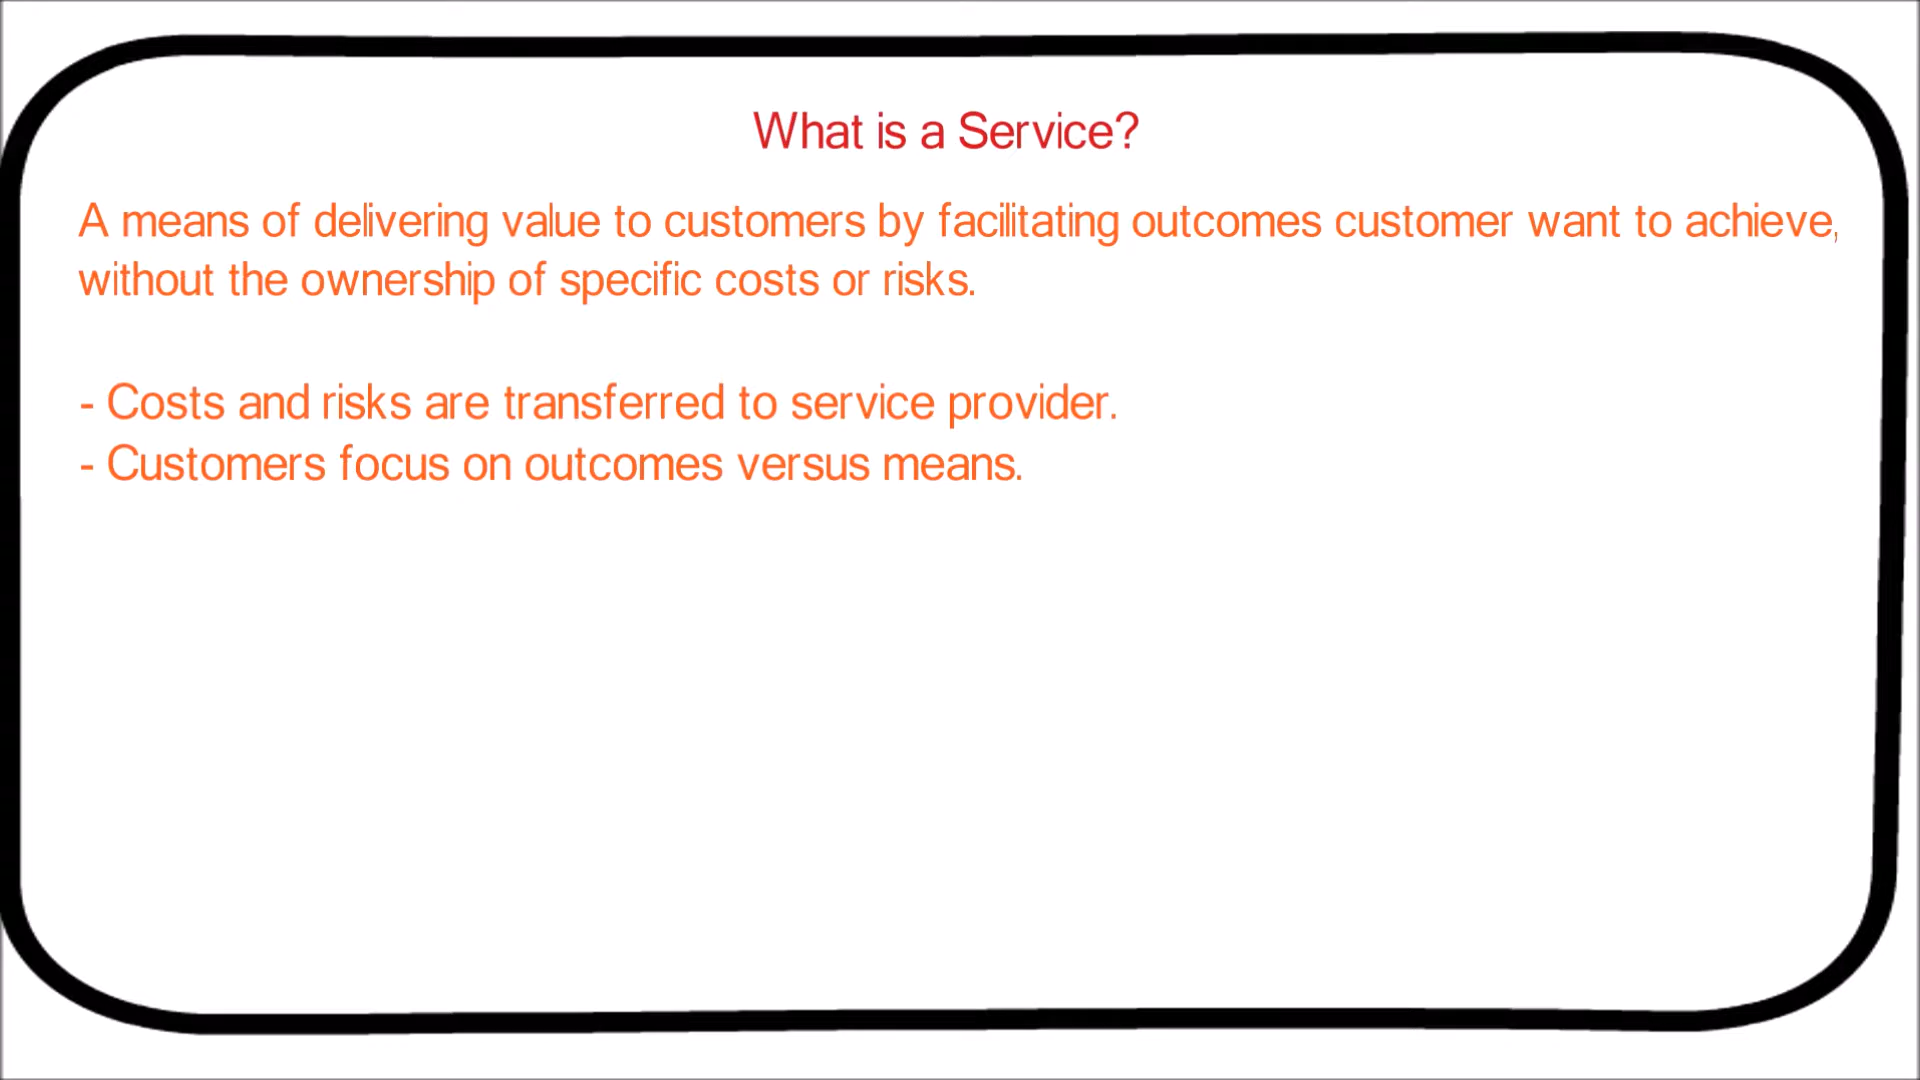 What is a Service?
A means of delivering value to customers by facilitating outcomes customer want to achieve,
without the ownership of specific costs or risks.
- Costs and risks are transferred to service provider.
- Customers focus on outcomes versus means.